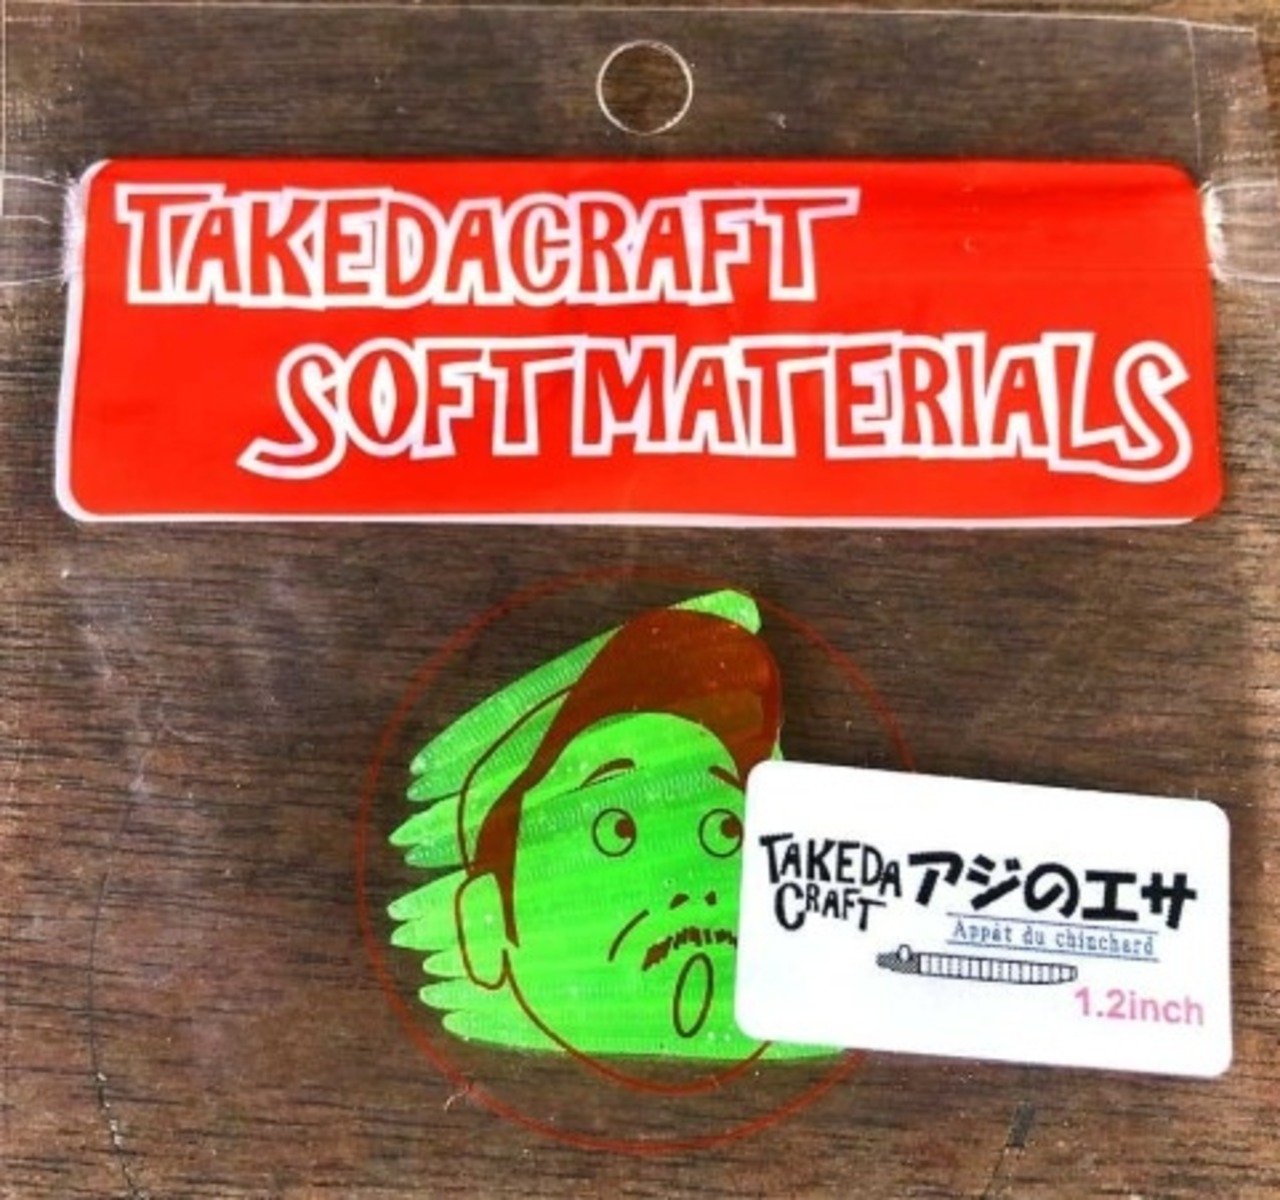 TAKEDACRAFT
SOFTMATERIALS
TAKEDA
CRAFT
アジのエサ
Appât du chinchard
1.2inch